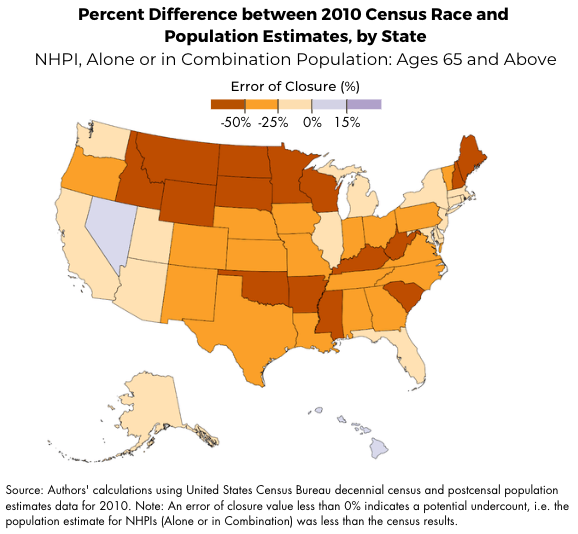 Percent Difference between 2010 Census Race and
Population Estimates, by State
NHPI, Alone or in Combination Population: Ages 65 and Above
Error of Closure (%)
-50% -25% 0% 15%
Source: Authors' calculations using United States Census Bureau decennial census and postcensal population
estimates data for 2010. Note: An error of closure value less than 0% indicates a potential undercount, i.e. the
population estimate for NHPIs (Alone or in Combination) was less than the census results.